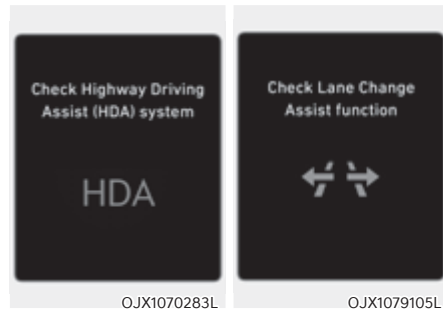 Check Highway Driving
Assist (HDA) system
HDA
OJX1070283L
Check Lane Change
Assist function
OJX1079105L